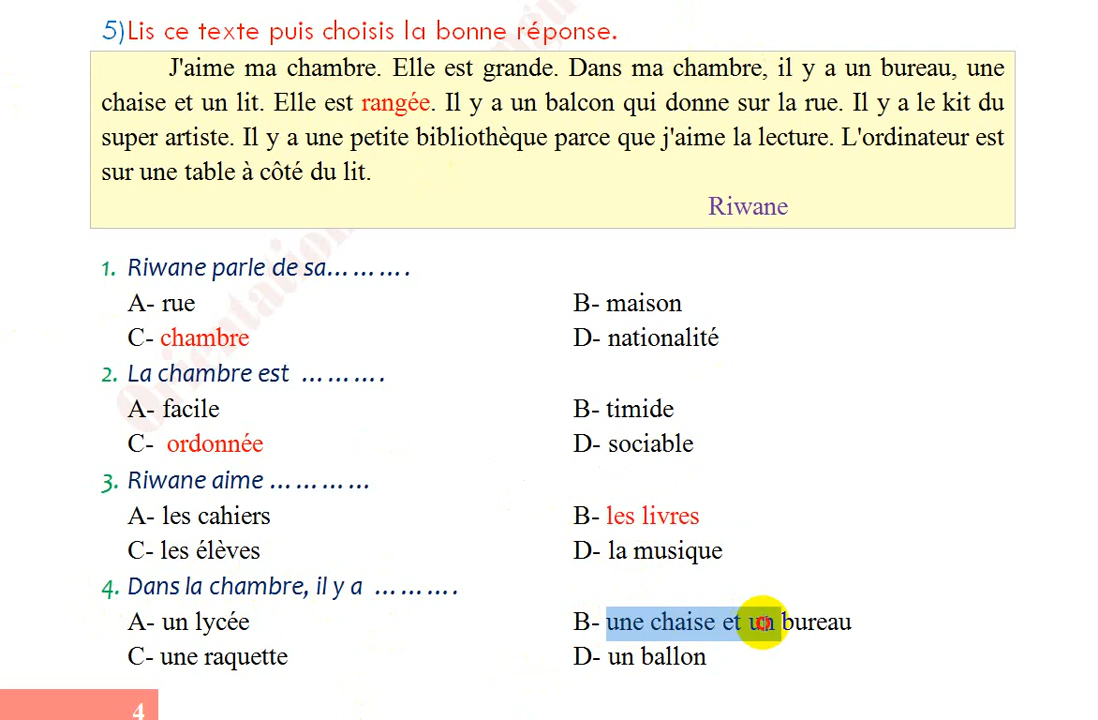 5)Lis ce texte puis choisis la bonne réponse.
J'aime ma chambre. Elle est grande. Dans ma chambre, il y a un bureau, une
chaise et un lit. Elle est rangée. Il y a un balcon qui donne sur la rue. Il y a le kit du
super artiste. Il y a une petite bibliothèque parce que j'aime la lecture. L'ordinateur est
sur une table à côté du lit.
Riwane
1. Riwane parle de sa……….
A- rue
B- maison
C- chambre
D- nationalité
2. La chambre est ……….
A- facile
B- timide
C- ordonnée
D- sociable
3. Riwane aime …………
A- les cahiers
B- les livres
C- les élèves
D- la musique
4. Dans la chambre, il y a ……….
A- un lycée
B- une chaise et un bureau
C- une raquette
D- un ballon
4